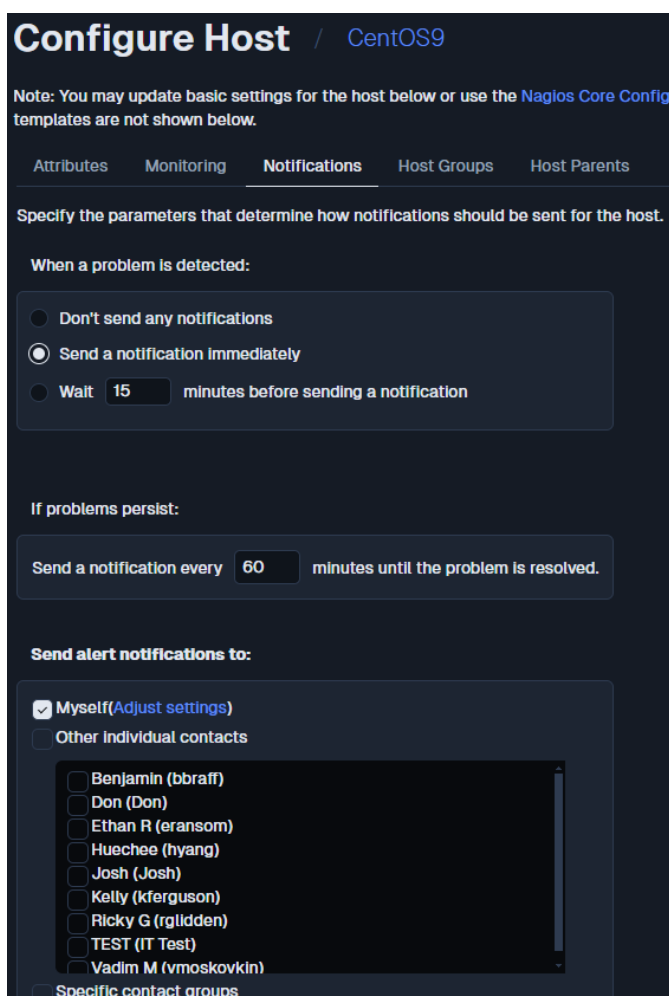 Configure Host / CentOS9
Note: You may update basic settings for the host below or use the Nagios Core Config
templates are not shown below.
Attributes Monitoring Notifications Host Groups Host Parents
Specify the parameters that determine how notifications should be sent for the host.
When a problem is detected:
Don't send any notifications
Send a notification immediately
Wait 15 minutes before sending a notification
If problems persist:
Send a notification every 60 minutes until the problem is resolved.
Send alert notifications to:
Myself(Adjust settings)
Other individual contacts
Benjamin (bbraff)
Don (Don)
Ethan R (eransom)
Huechee (hyang)
Josh (Josh)
Kelly (kferguson)
Ricky G (rglidden)
TEST (IT Test)
Vadim M (vmoskovkin)
Specific contact groups